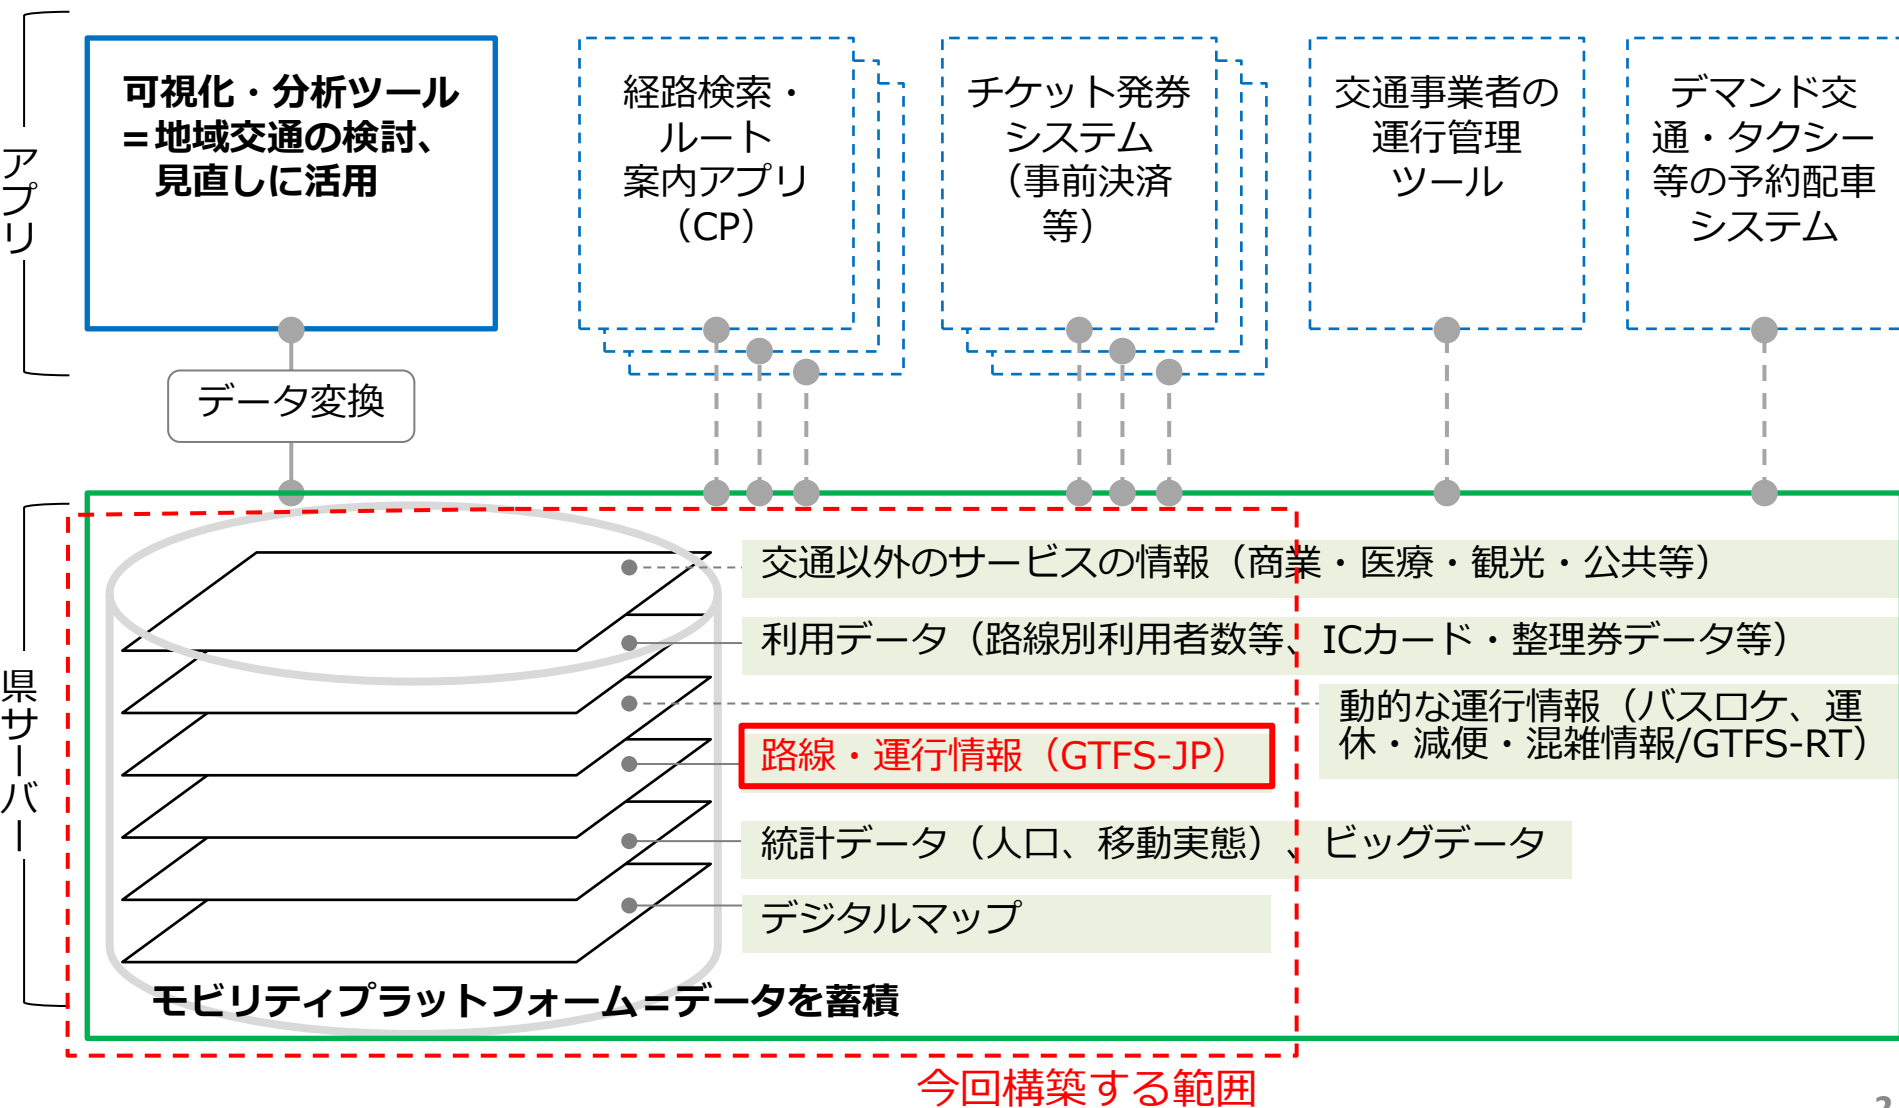 アプリ
可視化・分析ツール
=地域交通の検討、
見直しに活用
経路検索・
ルート
案内アプリ
（CP）
チケット発券
システム
（事前決済
等）
交通事業者の
運行管理
ツール
デマンド交
通・タクシー
等の予約配車
システム
データ変換
県サーバー
交通以外のサービスの情報（商業・医療・観光・公共等）
利用データ（路線別利用者数等、ICカード・整理券データ等）
動的な運行情報（バスロケ、運
休・減便・混雑情報/GTFS-RT）
路線・運行情報（GTFS-JP）
統計データ（人口、移動実態）、ビッグデータ
デジタルマップ
モビリティプラットフォーム=データを蓄積
今回構築する範囲
2